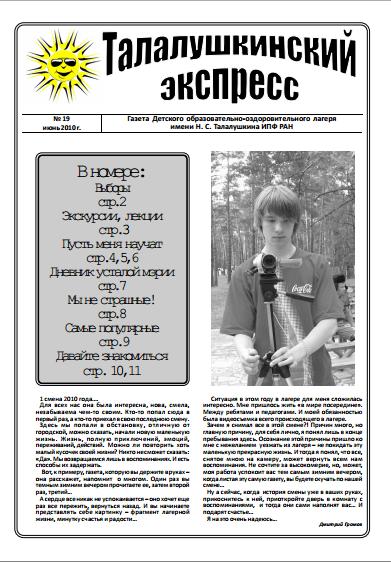 Талалушкинский
экспресс
№ 19
июнь 2010 г.
Газета Детского образовательно-оздоровительного лагеря
имени Н. С. Талалушкина ИПФ РАН
В номере:
Выборы
стр.2
Экскурсии, лекции
стр.3
Пусть меня научат
стр.4,5,6
Дневник усталой мэрии
стр.7
Мы не страшные!
стр.8
Самые популярные
стр.9
Давайте знакомиться
стр. 10,11
Coca-Cola
1 смена 2010 года....
Для всех нас она была интересна, нова, смела,
незабываема чем-то своим. Кто-то попал сюда в
первый раз, а кто-то приехал в свою последнюю смену.
Здесь мы попали в обстановку, отличную от
городской, можно сказать, начали новую маленькую
жизнь. Жизнь, полную приключений, эмоций,
переживаний, действий. Можно ли повторить хоть
малый кусочек своей жизни? Никто не сможет сказать:
«Да». Мы возвращаемся лишь в воспоминаниях. И есть
способы их задержать.
Вот, к примеру, газета, которую вы держите в руках –
она расскажет, напомнит о многом. Один раз вы
темным зимним вечером прочитаете ее, затем второй
раз, третий...
А сердце все никак не успокаивается – оно хочет еще
раз все пережить, вернуться назад. И вы начинаете
представлять себе картинку – фрагмент лагерной
жизни, минутку счастья и радости...
Ситуация в этом году в лагере для меня сложилась
интересно. Мне пришлось жить «в мире посередине».
Между ребятами и педагогами. И моей обязанностью
была видеосъемка всего происходящего в лагере.
Зачем я снимал все в этой смене?! Причин много, но
главную причину, для себя лично, я понял лишь в конце
пребывания здесь. Осознание этой причины пришло ко
мне с нежеланием уезжать из лагеря – не покидать эту
маленькую прекрасную жизнь. И тогда я понял, что все,
снятое мною на камеру, может вернуть всем нам
воспоминания. Не сочтите за высокомерие, но, может,
моя работа успокоит вас тем самым зимним вечером,
когда листая эту самую газету, вы будете скучать по нашей
смене...
Ну а сейчас, когда история смены уже в ваших руках,
прикоснитесь к ней, приоткройте дверь в комнату с
воспоминаниями, и тогда они сами наполнят вас... И
подарят счастье...
Я на это очень надеюсь...
Дмитрий Громов